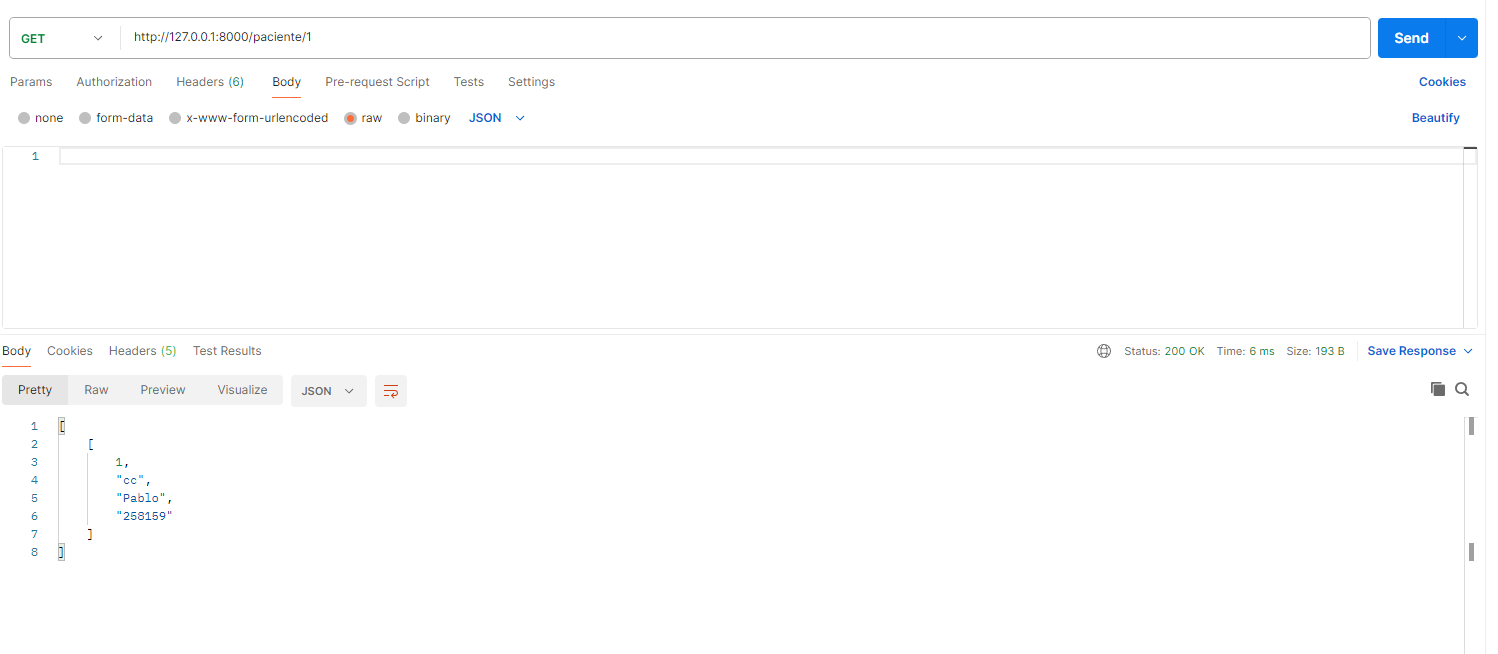 GET http://127.0.0.1:8000/paciente/1 Send
Params Authorization Headers (6) Body Pre-request Script Tests Settings Cookies
none form-data x-www-form-urlencoded raw binary JSON Beautify
1
Body Cookies Headers (5) Test Results Status: 200 OK Time: 6 ms Size: 193 B Save Response
Pretty Raw Preview Visualize JSON
1 [
2 [
3 1,
4 "cc",
5 "Pablo",
6 "258159"
7 ]
8 ]